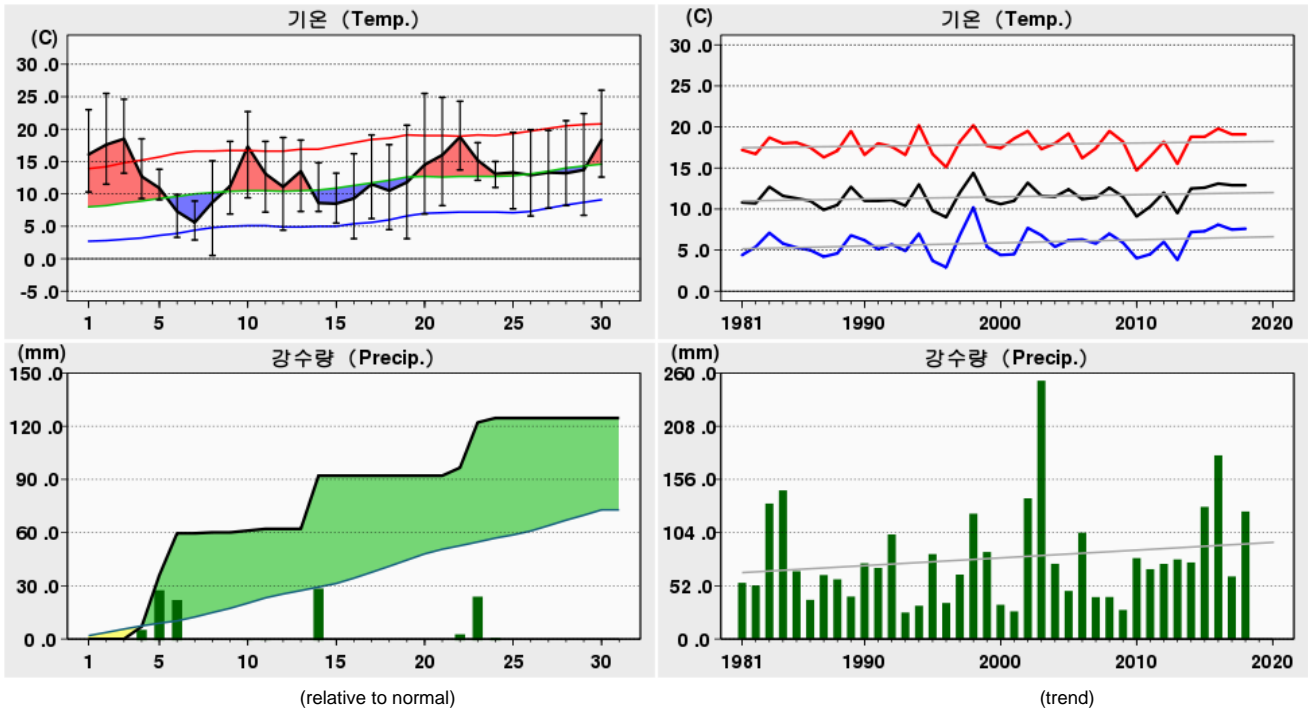 기온 (Temp.)
(C)
30 .0
25 .0
20 .0
15 .0
10 .0
5 .0
0 .0
-5 .0
1 5 10 15 20 25 30
기온 (Temp.)
(C)
30 .0
25 .0
20 .0
15 .0
10 .0
5 .0
0 .0
1981 1990 2000 2010 2020
강수량 (Precip.)
(mm)
150 .0
120 .0
90 .0
60 .0
30 .0
0 .0
1 5 10 15 20 25 30
(relative to normal)
강수량 (Precip.)
(mm)
260 .0
208 .0
156 .0
104 .0
52 .0
0 .0
1981 1990 2000 2010 2020
(trend)